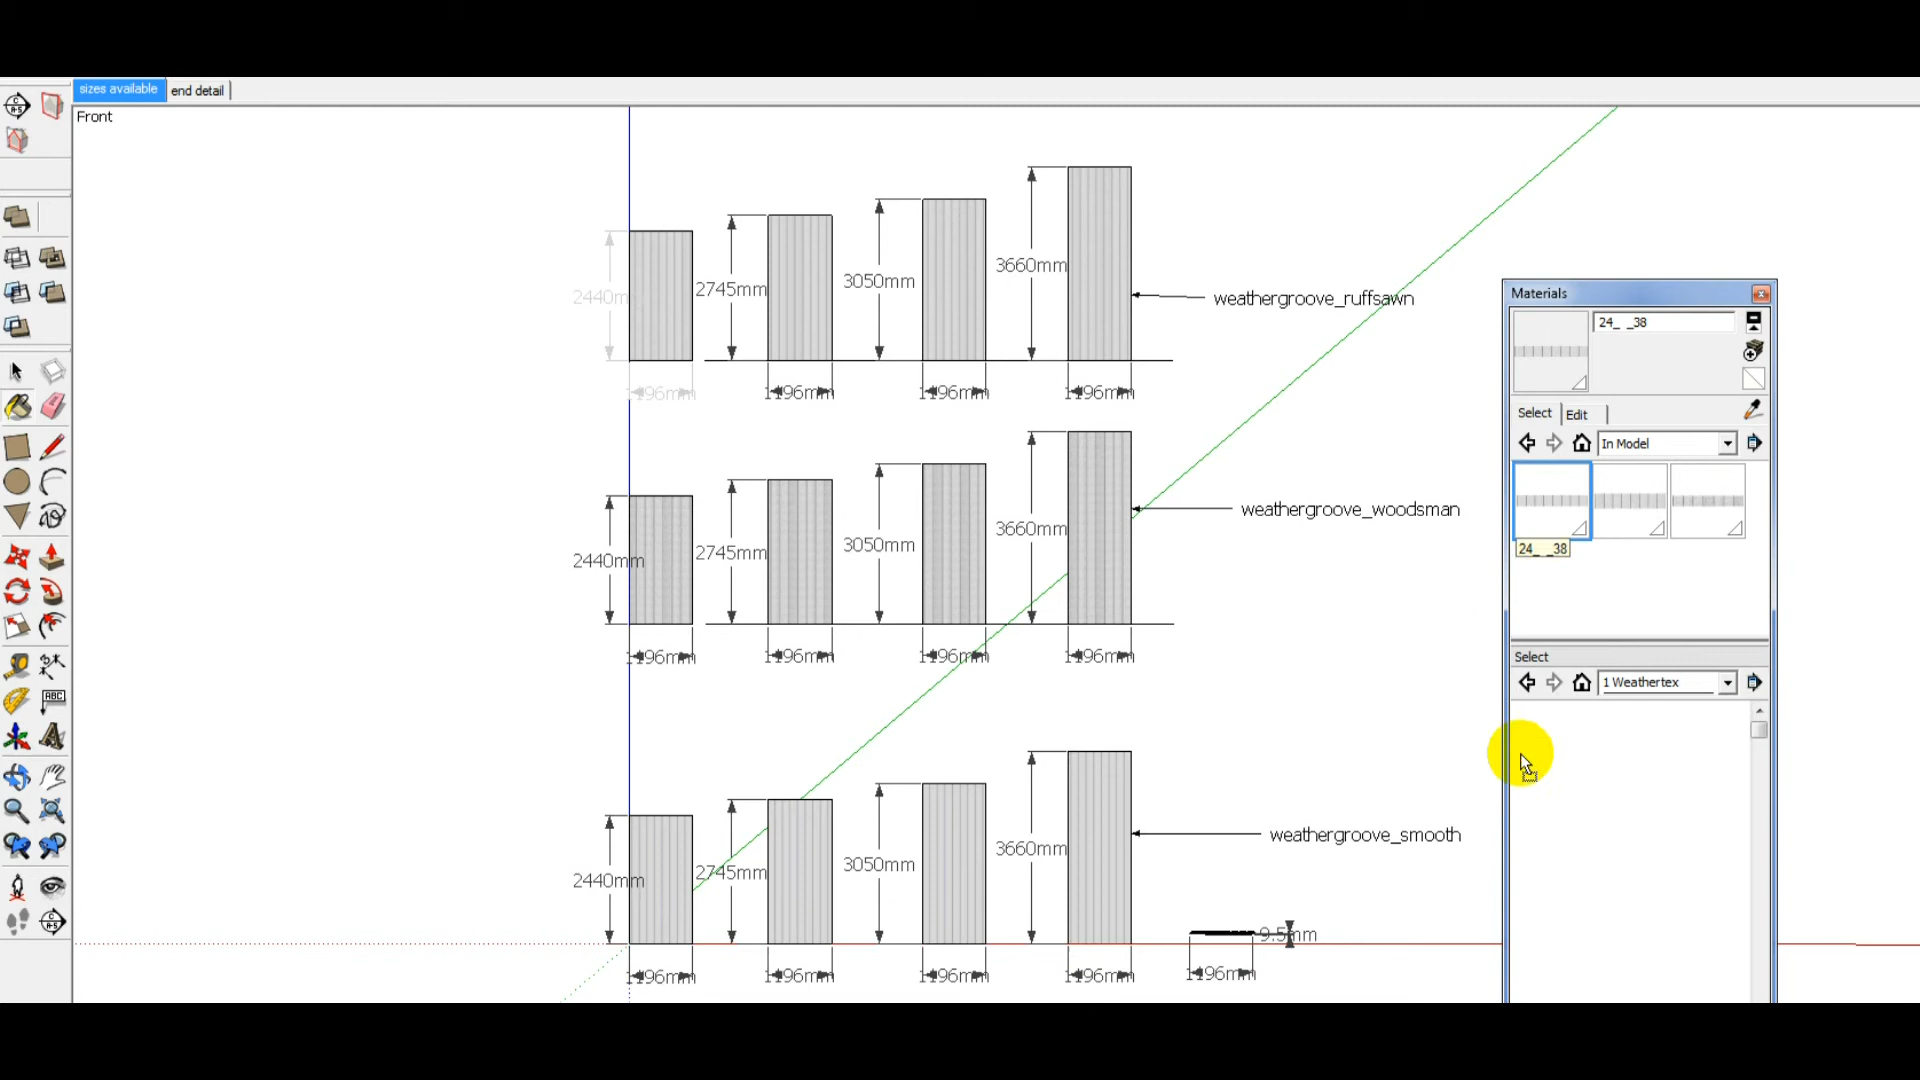 sizes available
end detail
Front
2440mm
2745mm
3050mm
3660mm
weathergroove_ruffsawn
1196mm
1196mm
1196mm
1196mm
2440mm
2745mm
3050mm
3660mm
weathergroove_woodsman
1196mm
1196mm
1196mm
1196mm
2440mm
2745mm
3050mm
3660mm
weathergroove_smooth
9.5mm
1196mm
1196mm
1196mm
1196mm
1196mm
ABC
Materials
24_ _38
Select
Edit
In Model
24_ _38
Select
1 Weathertex